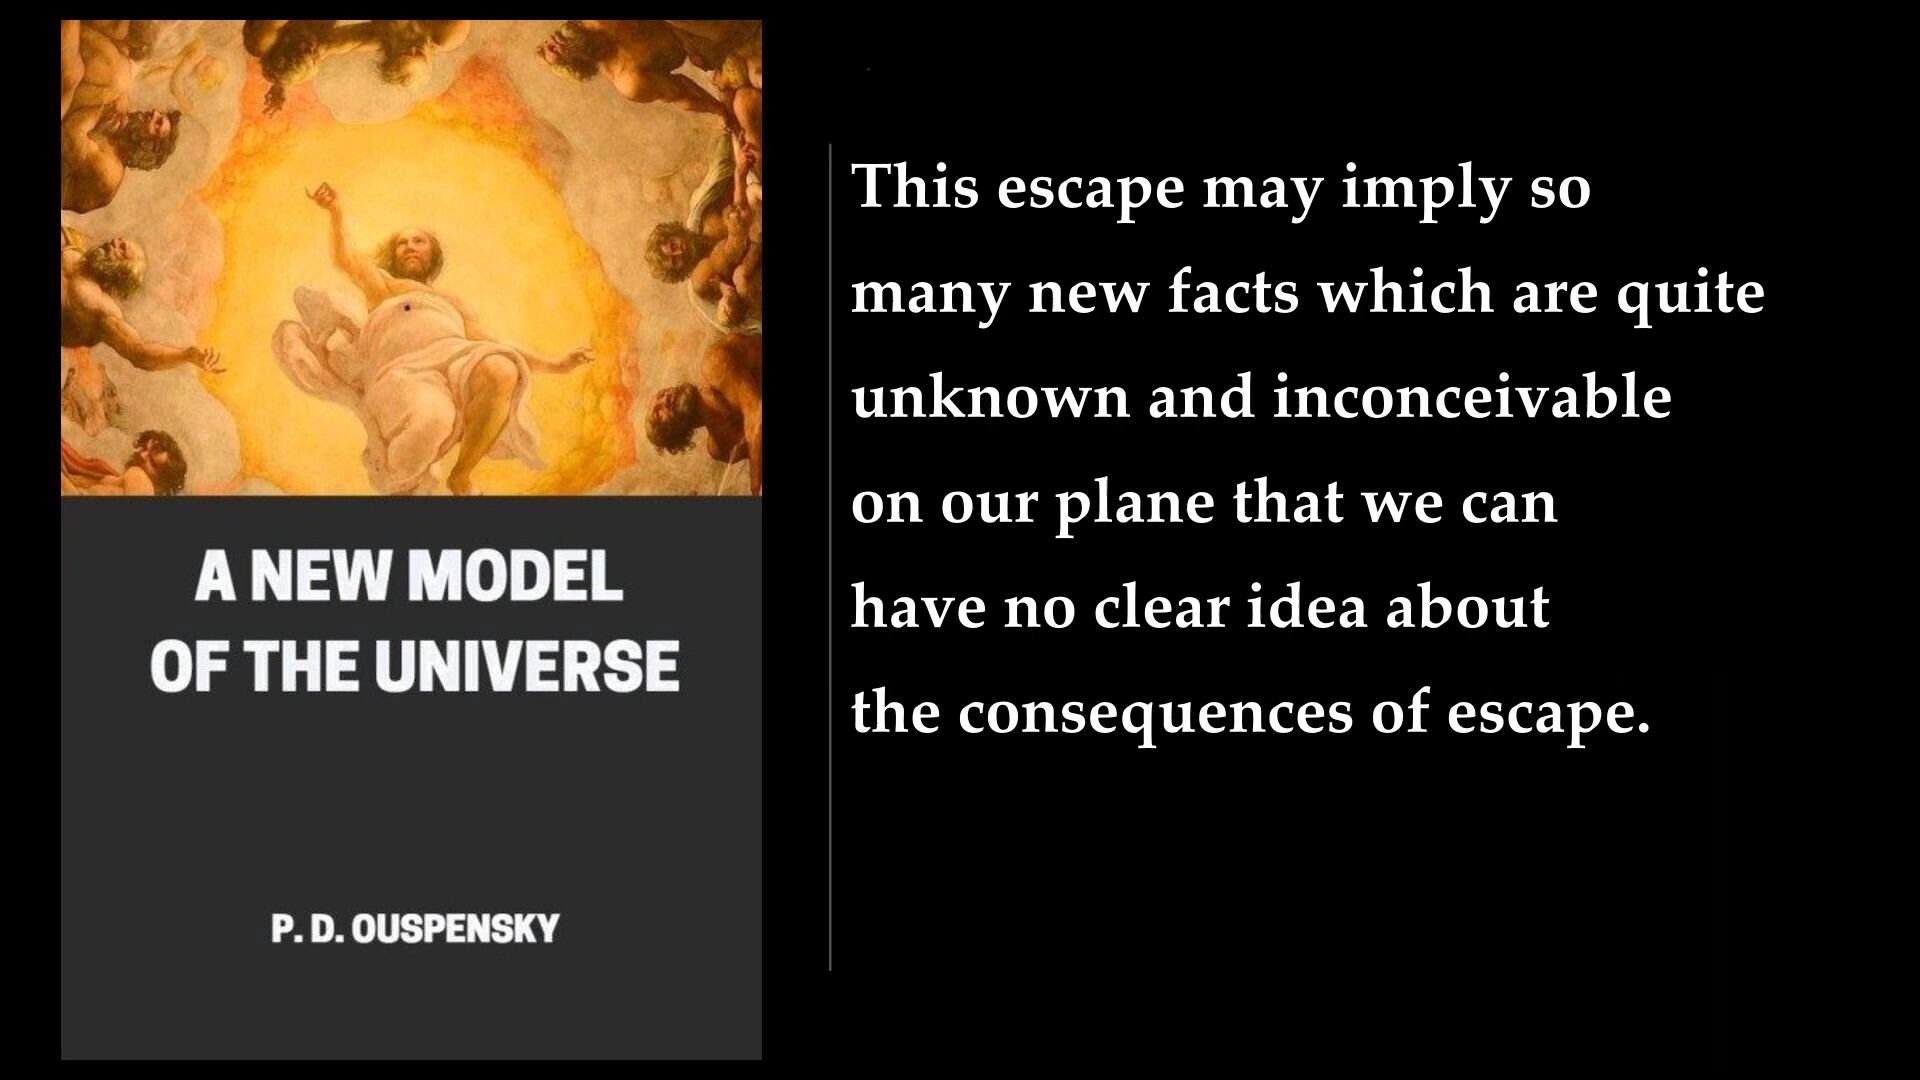 A NEW MODEL
OF THE UNIVERSE
P. D. OUSPENSKY
This escape may imply so
many new facts which are quite
unknown and inconceivable
on our plane that we can
have no clear idea about
the consequences of escape.